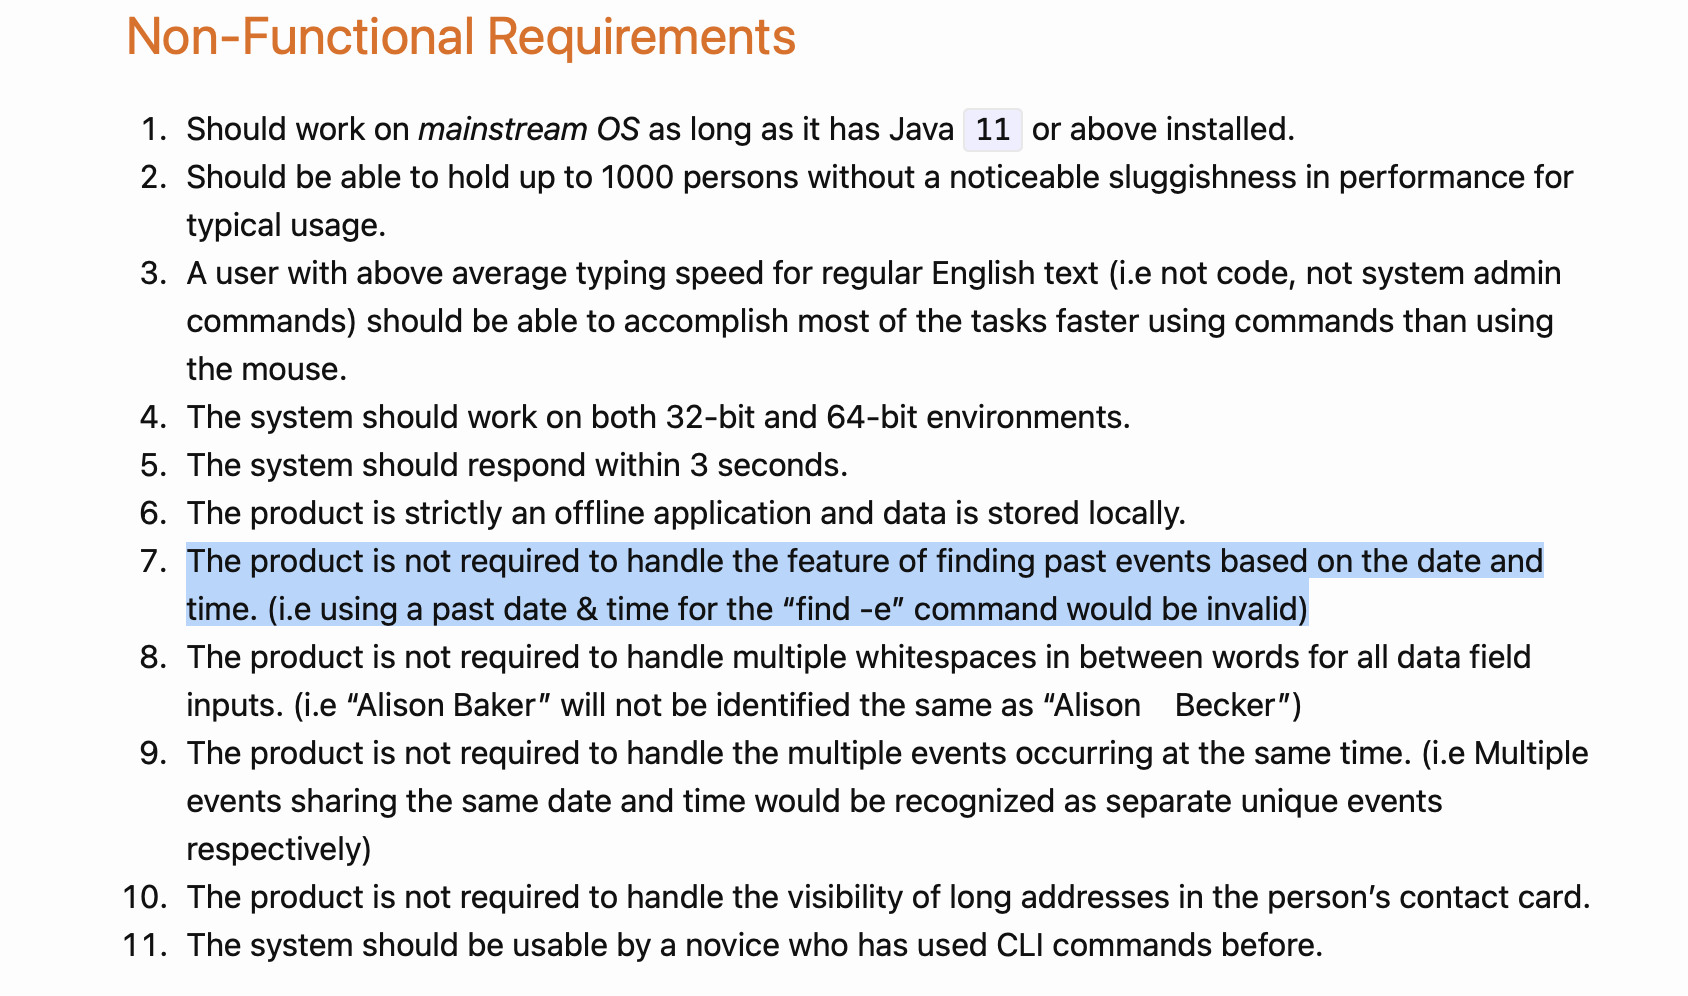 Non-Functional Requirements
1. Should work on mainstream OS as long as it has Java 11 or above installed.
2. Should be able to hold up to 1000 persons without a noticeable sluggishness in performance for
typical usage.
3. A user with above average typing speed for regular English text (i.e not code, not system admin
commands) should be able to accomplish most of the tasks faster using commands than using
the mouse.
4. The system should work on both 32-bit and 64-bit environments.
5. The system should respond within 3 seconds.
6. The product is strictly an offline application and data is stored locally.
7. The product is not required to handle the feature of finding past events based on the date and
time. (i.e using a past date & time for the “find -e” command would be invalid)
8. The product is not required to handle multiple whitespaces in between words for all data field
inputs. (i.e “Alison Baker” will not be identified the same as “Alison    Becker”)
9. The product is not required to handle the multiple events occurring at the same time. (i.e Multiple
events sharing the same date and time would be recognized as separate unique events
respectively)
10. The product is not required to handle the visibility of long addresses in the person’s contact card.
11. The system should be usable by a novice who has used CLI commands before.